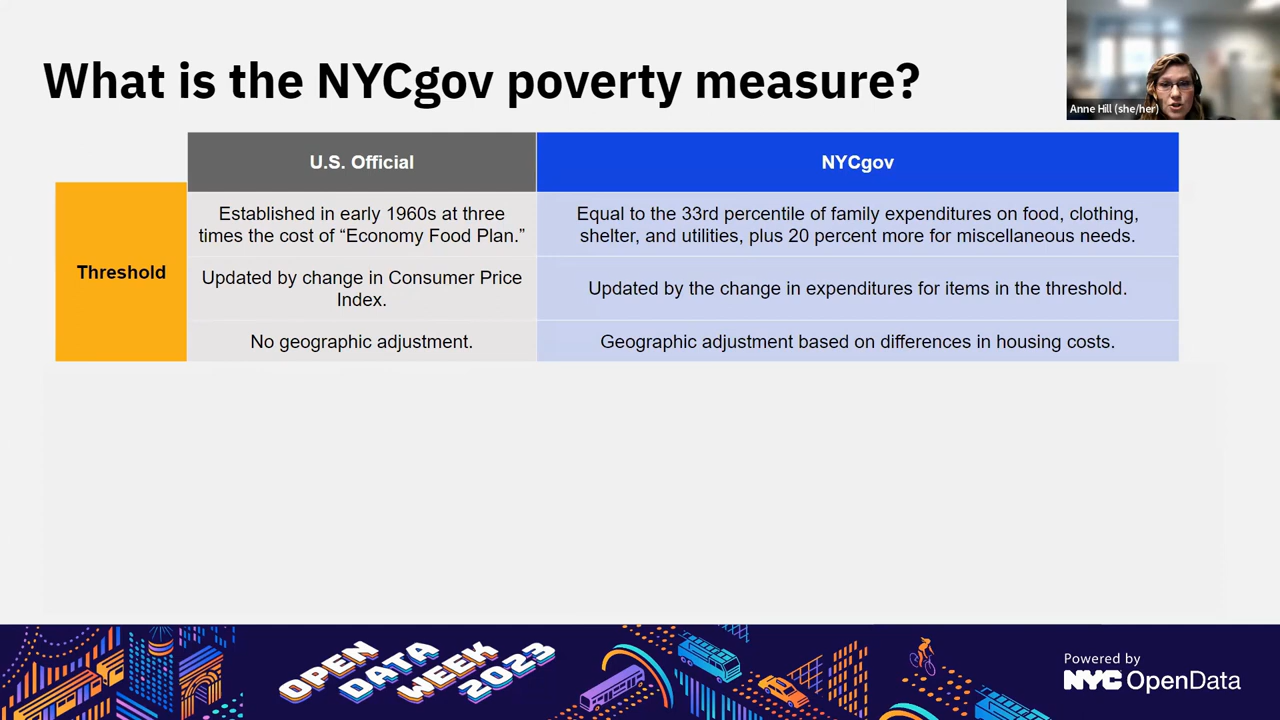 What is the NYCgov poverty measure?
Anne Hill (she/her)
U.S. Official
NYCgov
Threshold
Established in early 1960s at three
times the cost of “Economy Food Plan.”
Equal to the 33rd percentile of family expenditures on food, clothing,
shelter, and utilities, plus 20 percent more for miscellaneous needs.
Updated by change in Consumer Price
Index.
Updated by the change in expenditures for items in the threshold.
No geographic adjustment.
Geographic adjustment based on differences in housing costs.
OPEN
DATA
WEEK
2023
Powered by
NYC OpenData